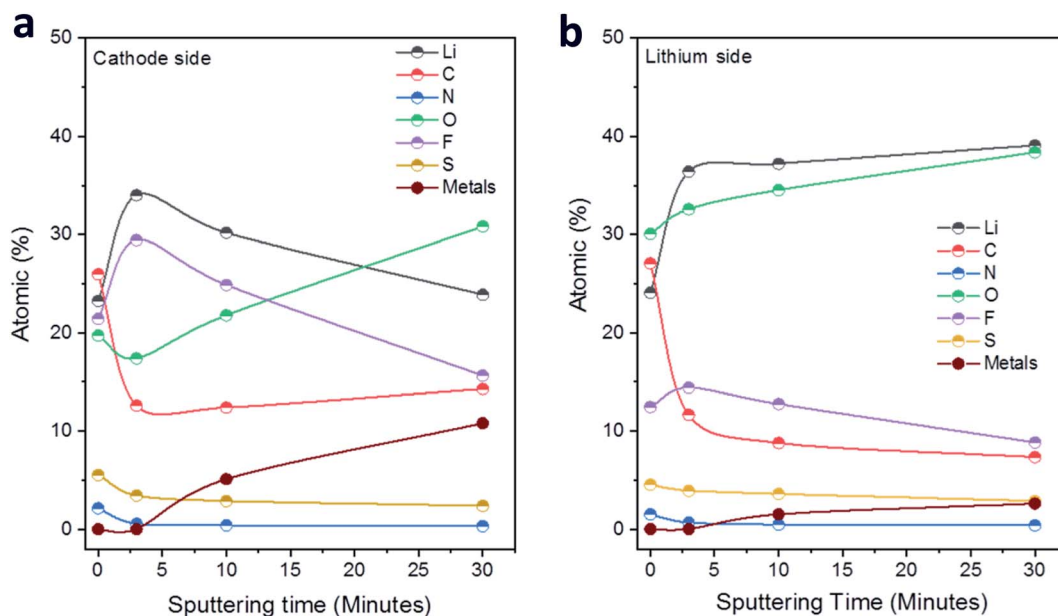 a
Cathode side
Li
C
N
O
F
S
Metals
50
40
30
20
10
0
Atomic (%)
0 5 10 15 20 25 30
Sputtering time (Minutes)
b
Lithium side
Li
C
N
O
F
S
Metals
50
40
30
20
10
0
Atomic (%)
0 5 10 15 20 25 30
Sputtering Time (Minutes)